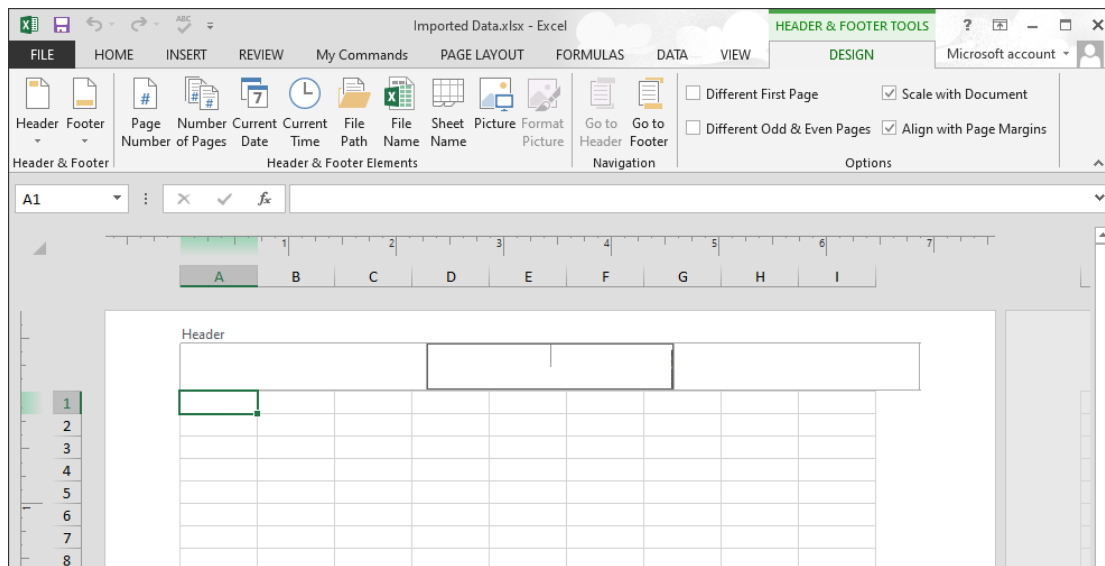 ABC
Imported Data.xlsx - Excel
HEADER & FOOTER TOOLS
?
FILE HOME INSERT REVIEW My Commands PAGE LAYOUT FORMULAS DATA VIEW DESIGN Microsoft account
# # # 7
Header Footer Page Number Number of Pages Current Date Current Time File Path File Name Sheet Name Picture Format Picture Go to Header Go to Footer
Different First Page Scale with Document
Different Odd & Even Pages Align with Page Margins
Header & Footer Header & Footer Elements Navigation Options
A1 fx
1 2 3 4 5 6 7
A B C D E F G H I
Header
1
2
3
4
5
6
7
8
1